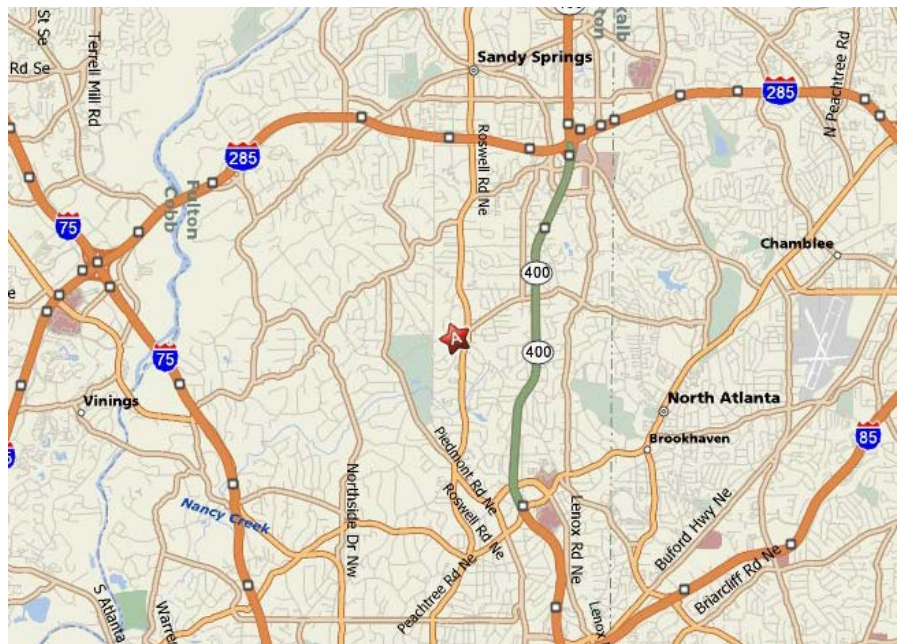 400
St Se
Terrell Mill Rd
Rd Se
Sandy Springs
N Peachtree Rd
285
285
Roswell Rd Ne
Fulton
Cobb
75
Chamblee
400
A
400
75
Vinings
North Atlanta
Brookhaven
85
Piedmont Rd Ne
Northside Dr Nw
Nancy Creek
Roswell Rd Ne
Lenox Rd Ne
Buford Hwy Ne
Peachtree Rd Ne
Briarcliff Rd Ne
S Atlanta
Lenox